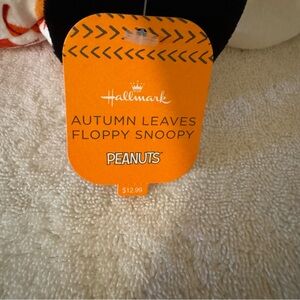 Hallmark
AUTUMN LEAVES
FLOPPY SNOOPY
PEANUTS
$12.99